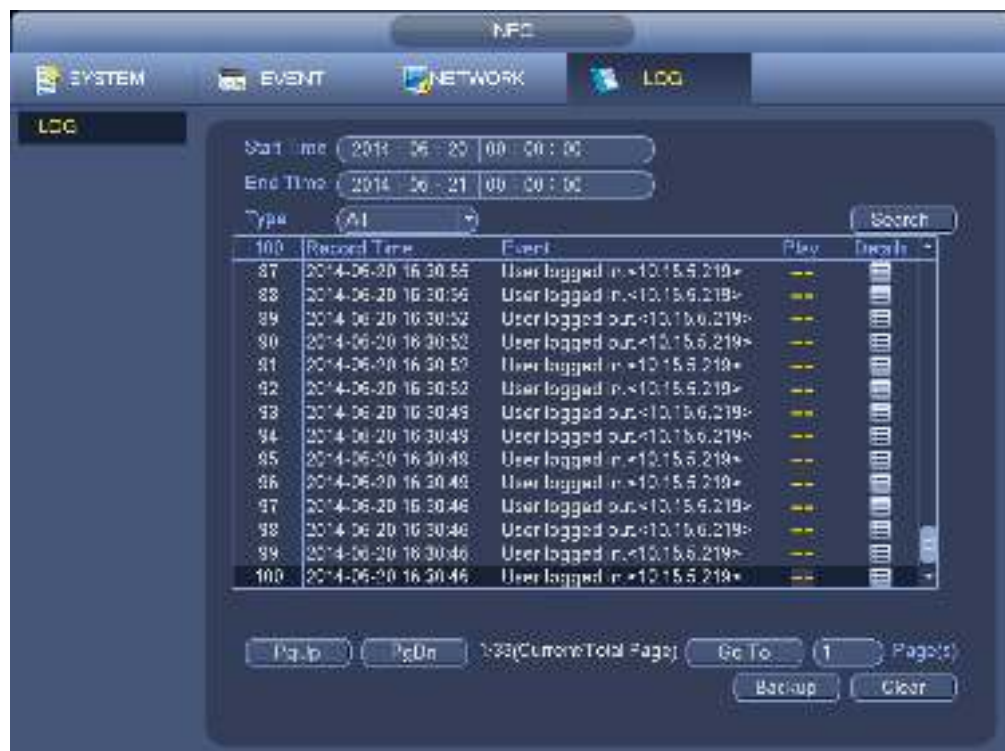 INFO
SYSTEM EVENT NETWORK LOG
LOG
Start Time 2014 - 06 - 20 00 : 00 : 00
End Time 2014 - 06 - 21 00 : 00 : 00
Type All Search
100 Record Time Event Play Details
87 2014-06-20 16:30:56 User logged in.<10.15.6.219>
88 2014-06-20 16:30:56 User logged in.<10.15.6.219>
89 2014-06-20 16:30:52 User logged out.<10.15.6.219>
90 2014-06-20 16:30:52 User logged out.<10.15.6.219>
91 2014-06-20 16:30:52 User logged in.<10.15.6.219>
92 2014-06-20 16:30:52 User logged in.<10.15.6.219>
93 2014-06-20 16:30:49 User logged out.<10.15.6.219>
94 2014-06-20 16:30:49 User logged out.<10.15.6.219>
95 2014-06-20 16:30:49 User logged in.<10.15.6.219>
96 2014-06-20 16:30:49 User logged in.<10.15.6.219>
97 2014-06-20 16:30:46 User logged out.<10.15.6.219>
98 2014-06-20 16:30:46 User logged out.<10.15.6.219>
99 2014-06-20 16:30:46 User logged in.<10.15.6.219>
100 2014-06-20 16:30:46 User logged in.<10.15.6.219>
PgUp PgDn 1/33(Current/Total Page) Go To 1 Page(s)
Backup Clear